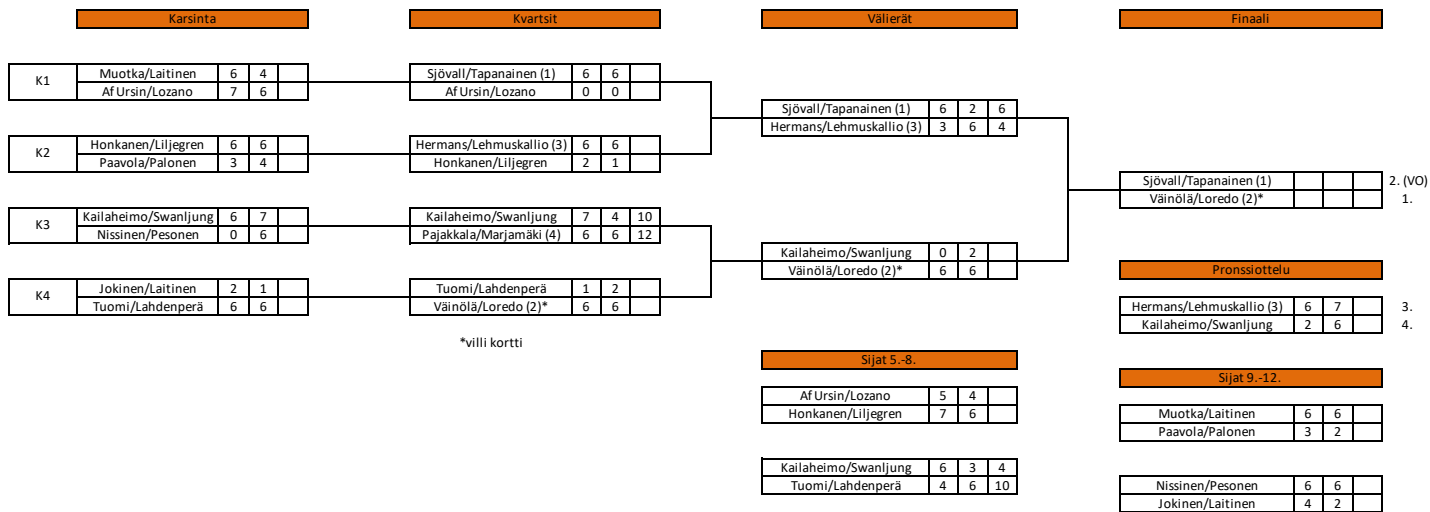 Karsinta Kvartsit Välierät Finaali
K1 Muotka/Laitinen 6 4
Af Ursin/Lozano 7 6
Sjövall/Tapanainen (1) 6 6
Af Ursin/Lozano 0 0
Sjövall/Tapanainen (1) 6 2 6
Hermans/Lehmuskallio (3) 3 6 4
K2 Honkanen/Liljegren 6 6
Paavola/Palonen 3 4
Hermans/Lehmuskallio (3) 6 6
Honkanen/Liljegren 2 1
Sjövall/Tapanainen (1) 2. (VO)
Väinölä/Loredo (2)* 1.
K3 Kailaheimo/Swanljung 6 7
Nissinen/Pesonen 0 6
Kailaheimo/Swanljung 7 4 10
Pajakkala/Marjamäki (4) 6 6 12
Kailaheimo/Swanljung 0 2
Väinölä/Loredo (2)* 6 6
K4 Jokinen/Laitinen 2 1
Tuomi/Lahdenperä 6 6
Tuomi/Lahdenperä 1 2
Väinölä/Loredo (2)* 6 6
*villi kortti
Pronssiottelu
Hermans/Lehmuskallio (3) 6 7 3.
Kailaheimo/Swanljung 2 6 4.
Sijat 5.-8.
Af Ursin/Lozano 5 4
Honkanen/Liljegren 7 6
Kailaheimo/Swanljung 6 3 4
Tuomi/Lahdenperä 4 6 10
Sijat 9.-12.
Muotka/Laitinen 6 6
Paavola/Palonen 3 2
Nissinen/Pesonen 6 6
Jokinen/Laitinen 4 2